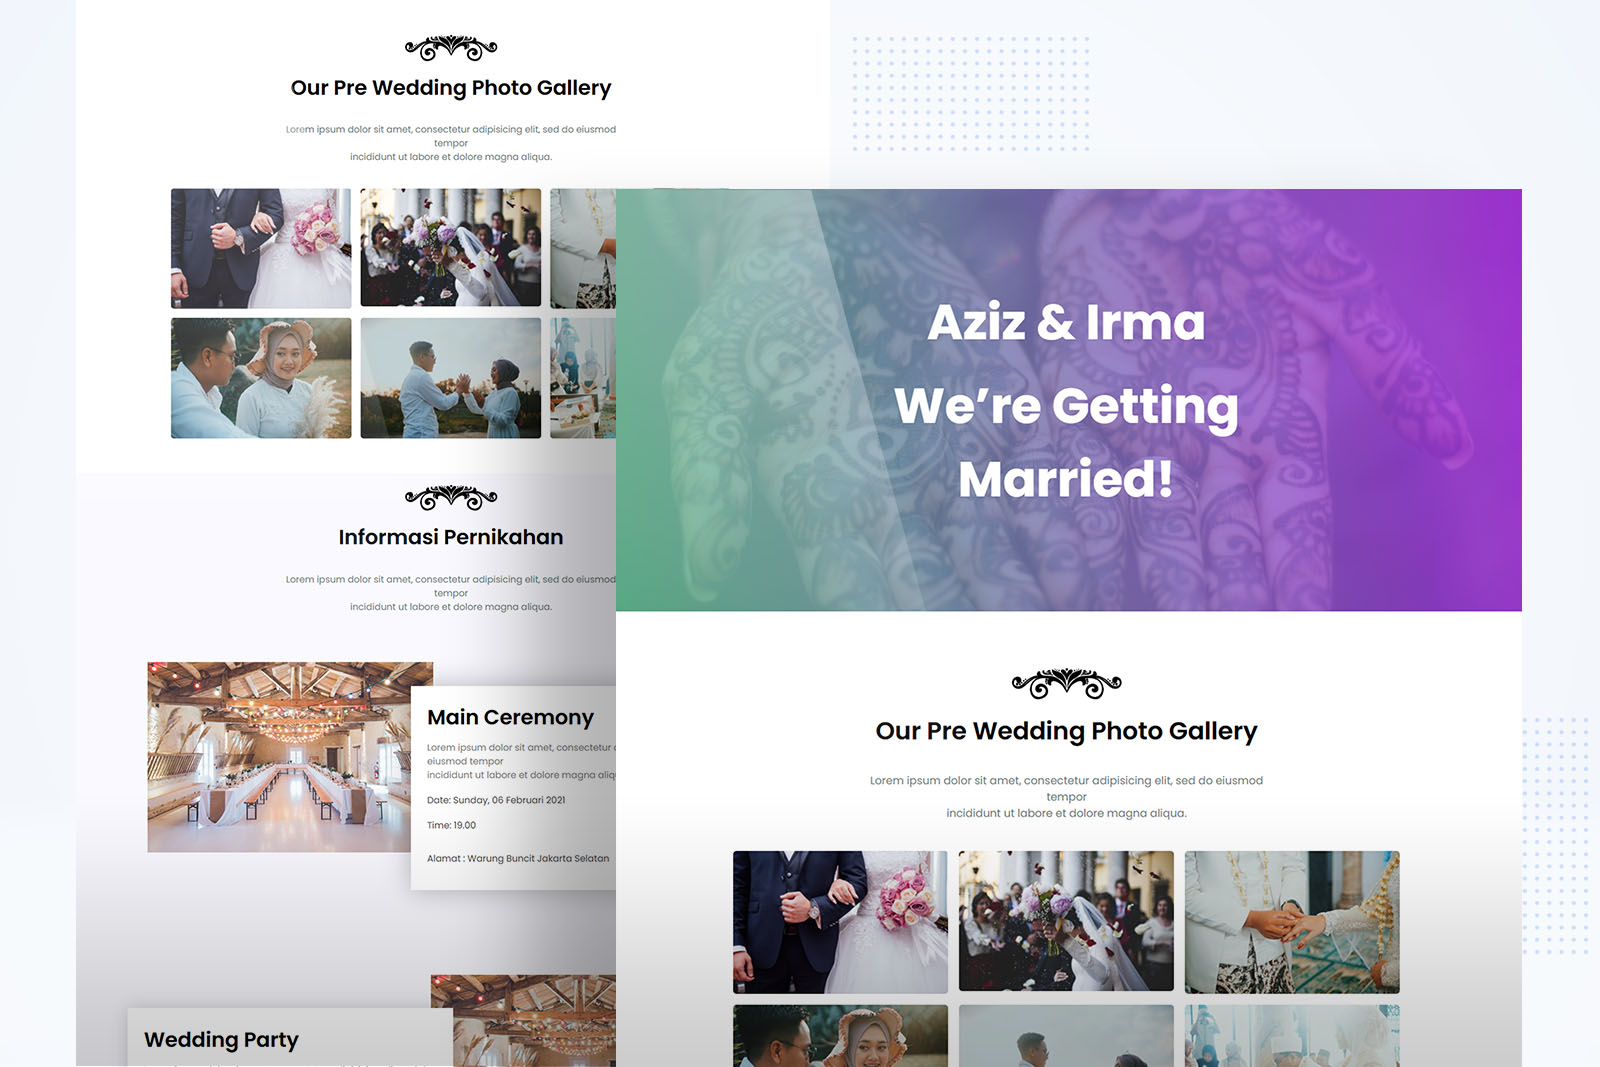 Our Pre Wedding Photo Gallery
Lorem ipsum dolor sit amet, consectetur adipisicing elit, sed do eiusmod
tempor
incididunt ut labore et dolore magna aliqua.
Informasi Pernikahan
Lorem ipsum dolor sit amet, consectetur adipisicing elit, sed do eiusmod
tempor
incididunt ut labore et dolore magna aliqua.
Main Ceremony
Lorem ipsum dolor sit amet, consectetur
eiusmod tempor
incididunt ut labore et dolore magna
Date: Sunday, 06 Februari 2021
Time: 19.00
Alamat : Warung Buncit Jakarta Selatan
Wedding Party
Aziz & Irma
We’re Getting
Married!
Our Pre Wedding Photo Gallery
Lorem ipsum dolor sit amet, consectetur adipisicing elit, sed do eiusmod
tempor
incididunt ut labore et dolore magna aliqua.